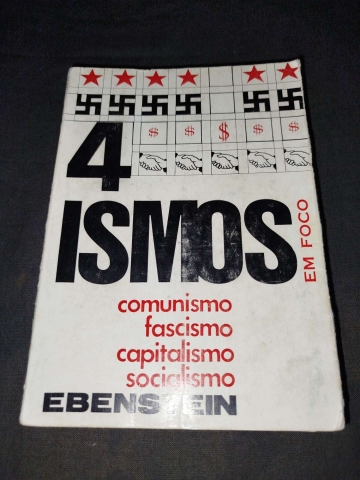 $ $ $ $ $
4
ISMOS
EM FOCO
comunismo
fascismo
capitalismo
socialismo
EBENSTEIN